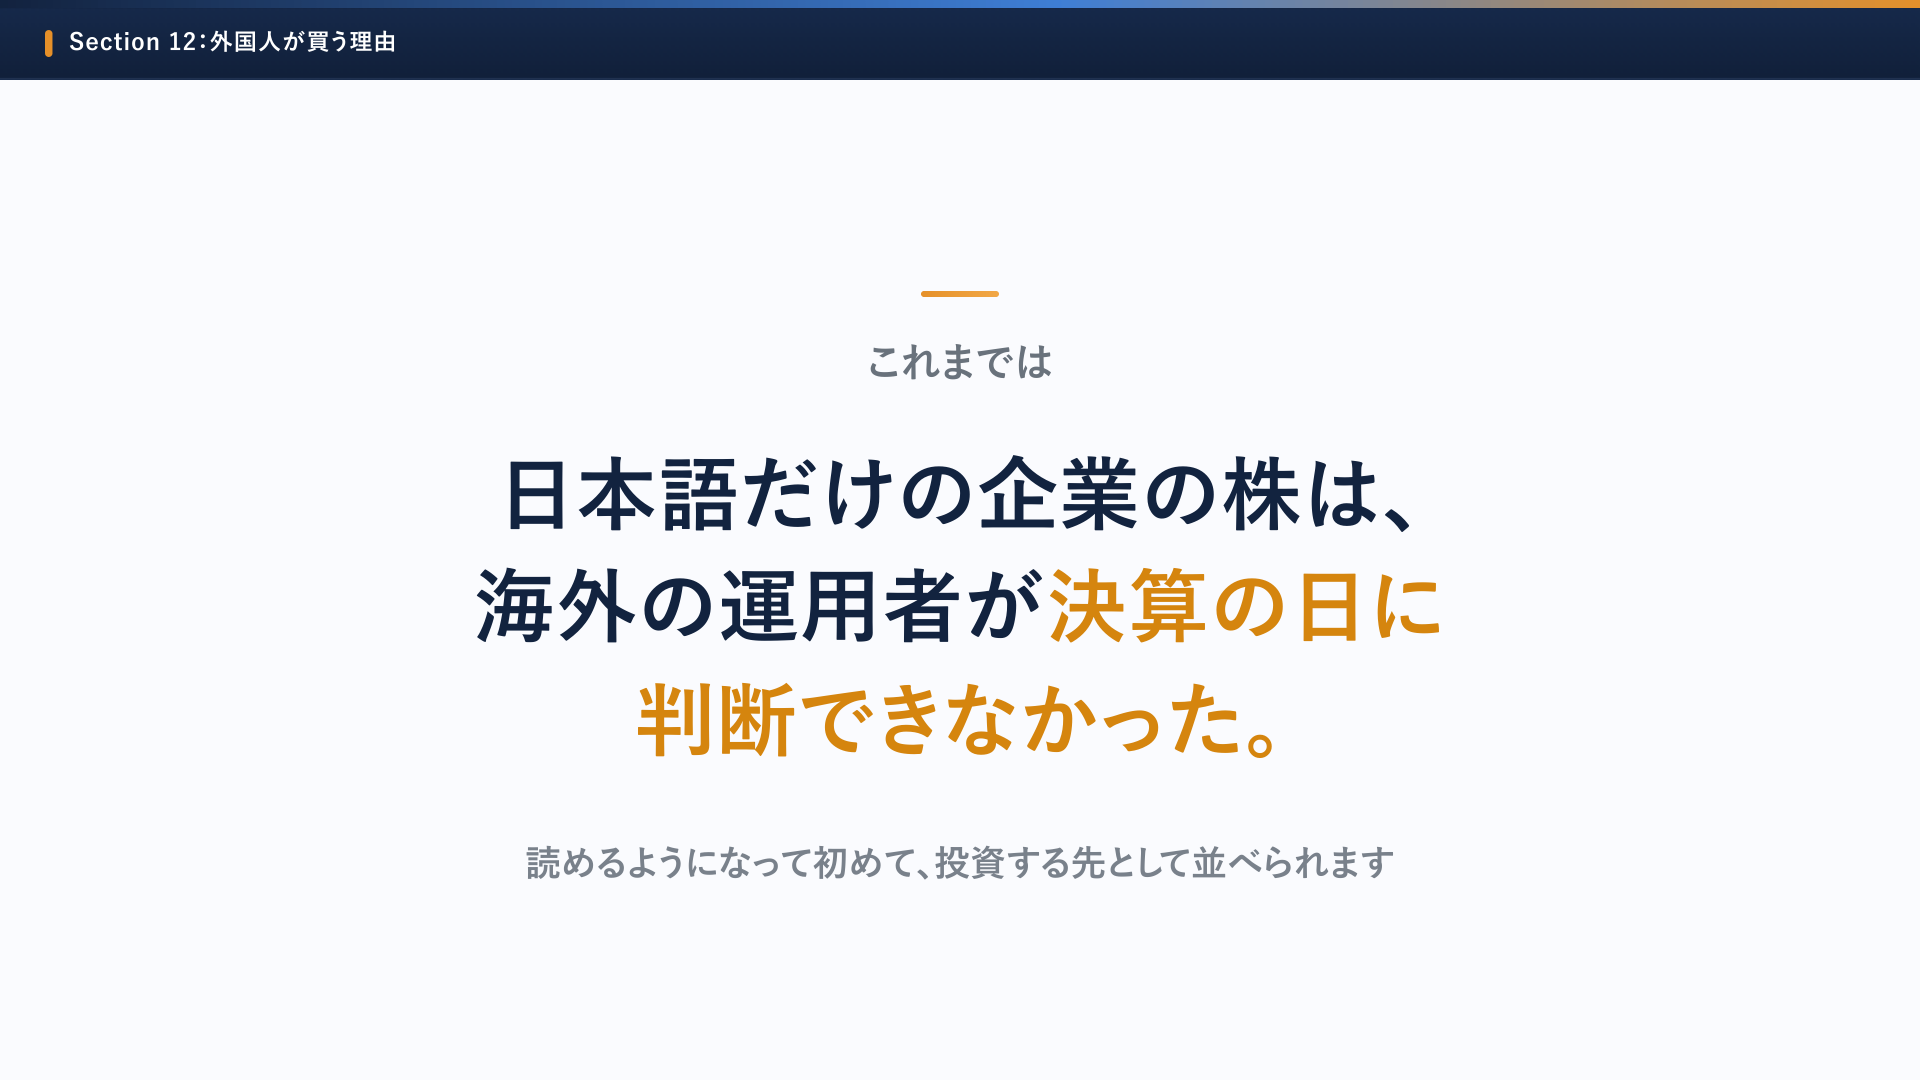 Section 12：外国人が買う理由
これまでは
日本語だけの企業の株は、
海外の運用者が決算の日に
判断できなかった。
読めるようになって初めて、投資する先として並べられます